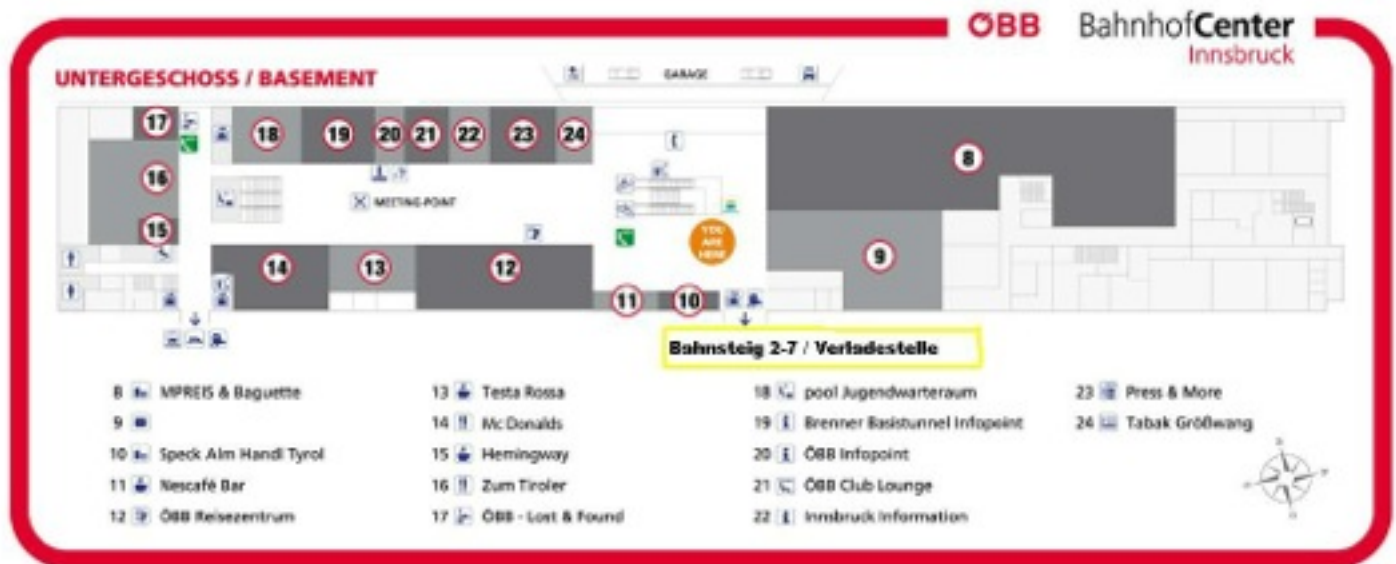 ÖBB BahnhofCenter
Innsbruck
UNTERGESCHOSS / BASEMENT
GARAGE
17
18
19
20
21
22
23
24
8
16
MEETING-POINT
15
YOU
ARE
HERE
14
13
12
9
11
10
Bahnsteig 2-7 / Verladestelle
8 MPREIS & Baguette
9
10 Speck Alm Handl Tyrol
11 Nescafé Bar
12 ÖBB Reisezentrum
13 Testa Rossa
14 Mc Donalds
15 Hemingway
16 Zum Tiroler
17 ÖBB - Lost & Found
18 pool Jugendwarteraum
19 Brenner Basistunnel Infopoint
20 ÖBB Infopoint
21 ÖBB Club Lounge
22 Innsbruck Information
23 Press & More
24 Tabak Größwang